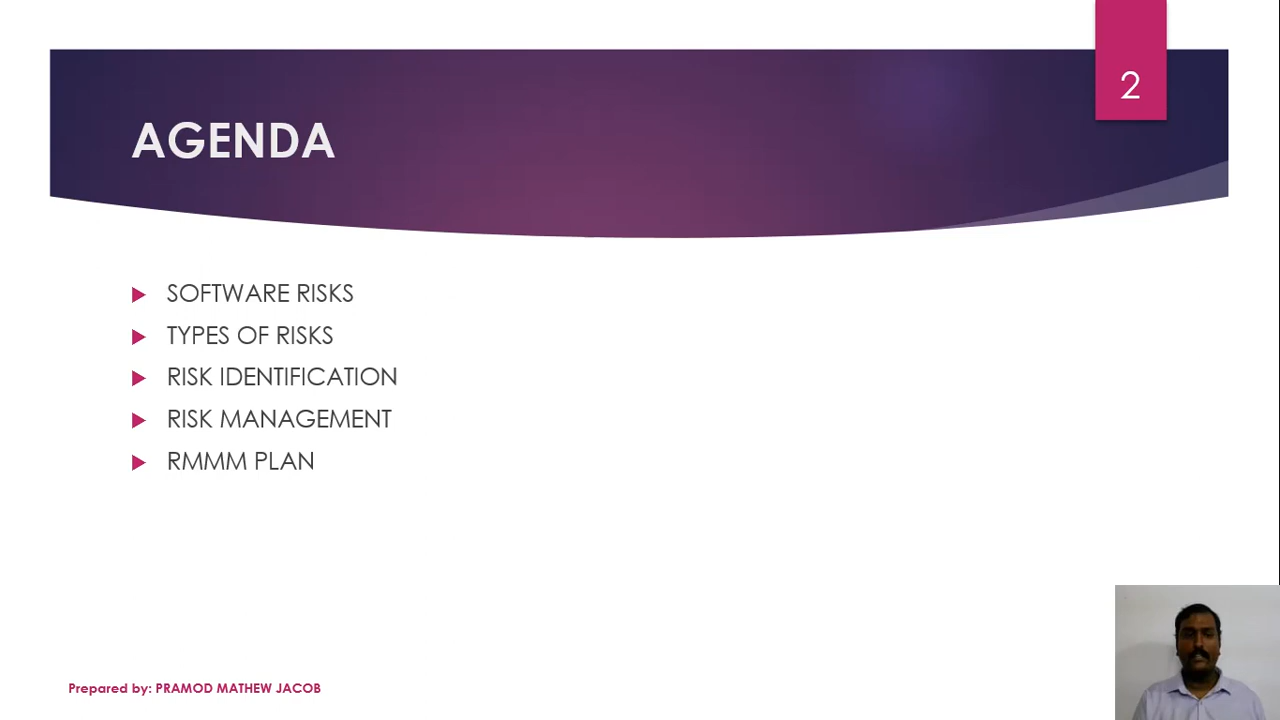 2
AGENDA
SOFTWARE RISKS
TYPES OF RISKS
RISK IDENTIFICATION
RISK MANAGEMENT
RMMM PLAN
Prepared by: PRAMOD MATHEW JACOB